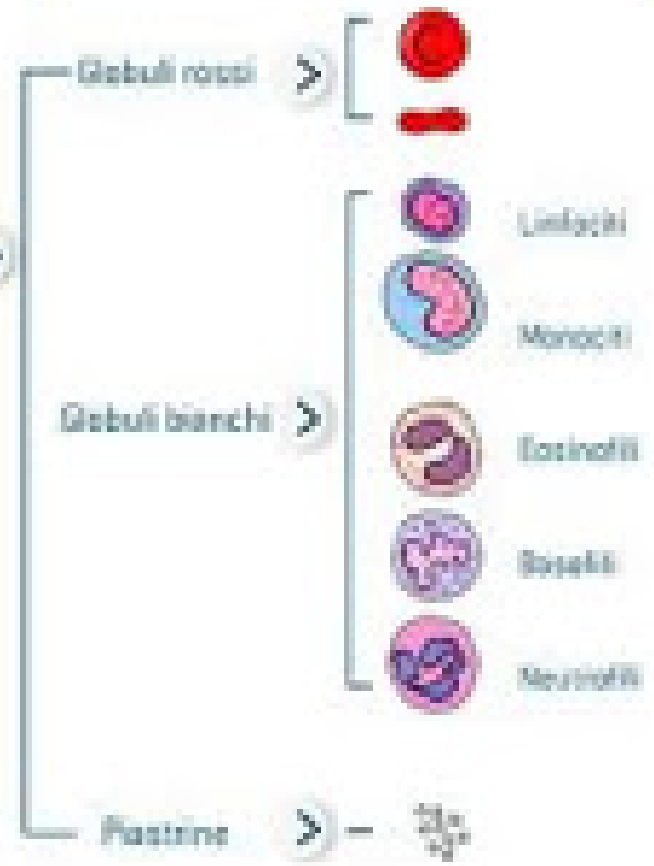 Globuli rossi
Linfociti
Monociti
Globuli bianchi
Eosinofili
Basofili
Neutrofili
Piastrine